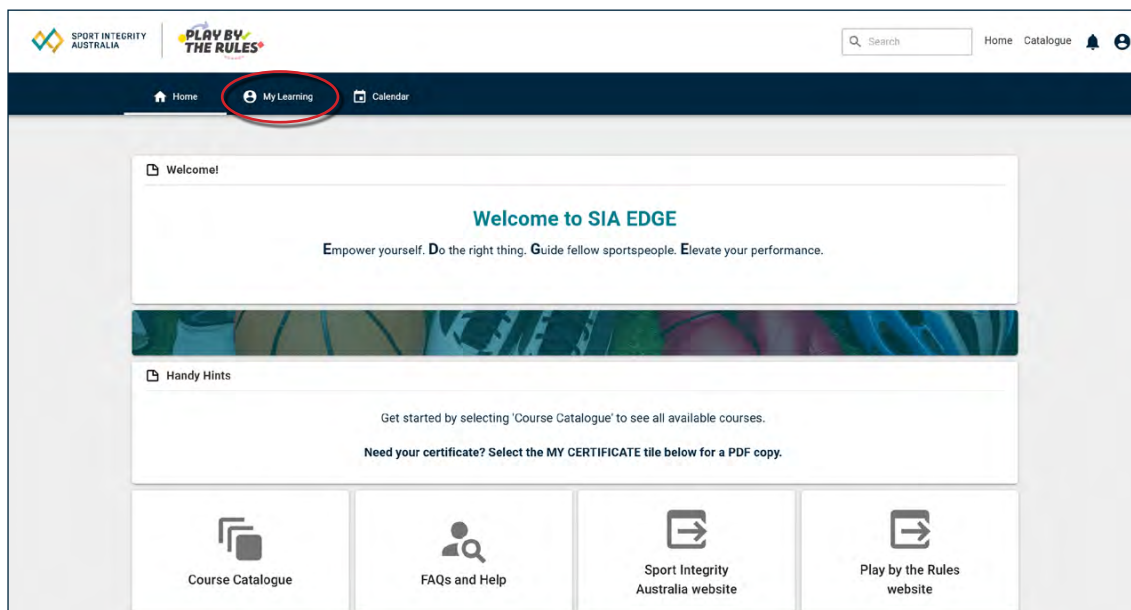 SPORT INTEGRITY
AUSTRALIA
PLAY BY
THE RULES
Search
Home Catalogue
Home My Learning Calendar
Welcome!
Welcome to SIA EDGE
Empower yourself. Do the right thing. Guide fellow sportspeople. Elevate your performance.
Handy Hints
Get started by selecting 'Course Catalogue' to see all available courses.
Need your certificate? Select the MY CERTIFICATE tile below for a PDF copy.
Course Catalogue
FAQs and Help
Sport Integrity
Australia website
Play by the Rules
website